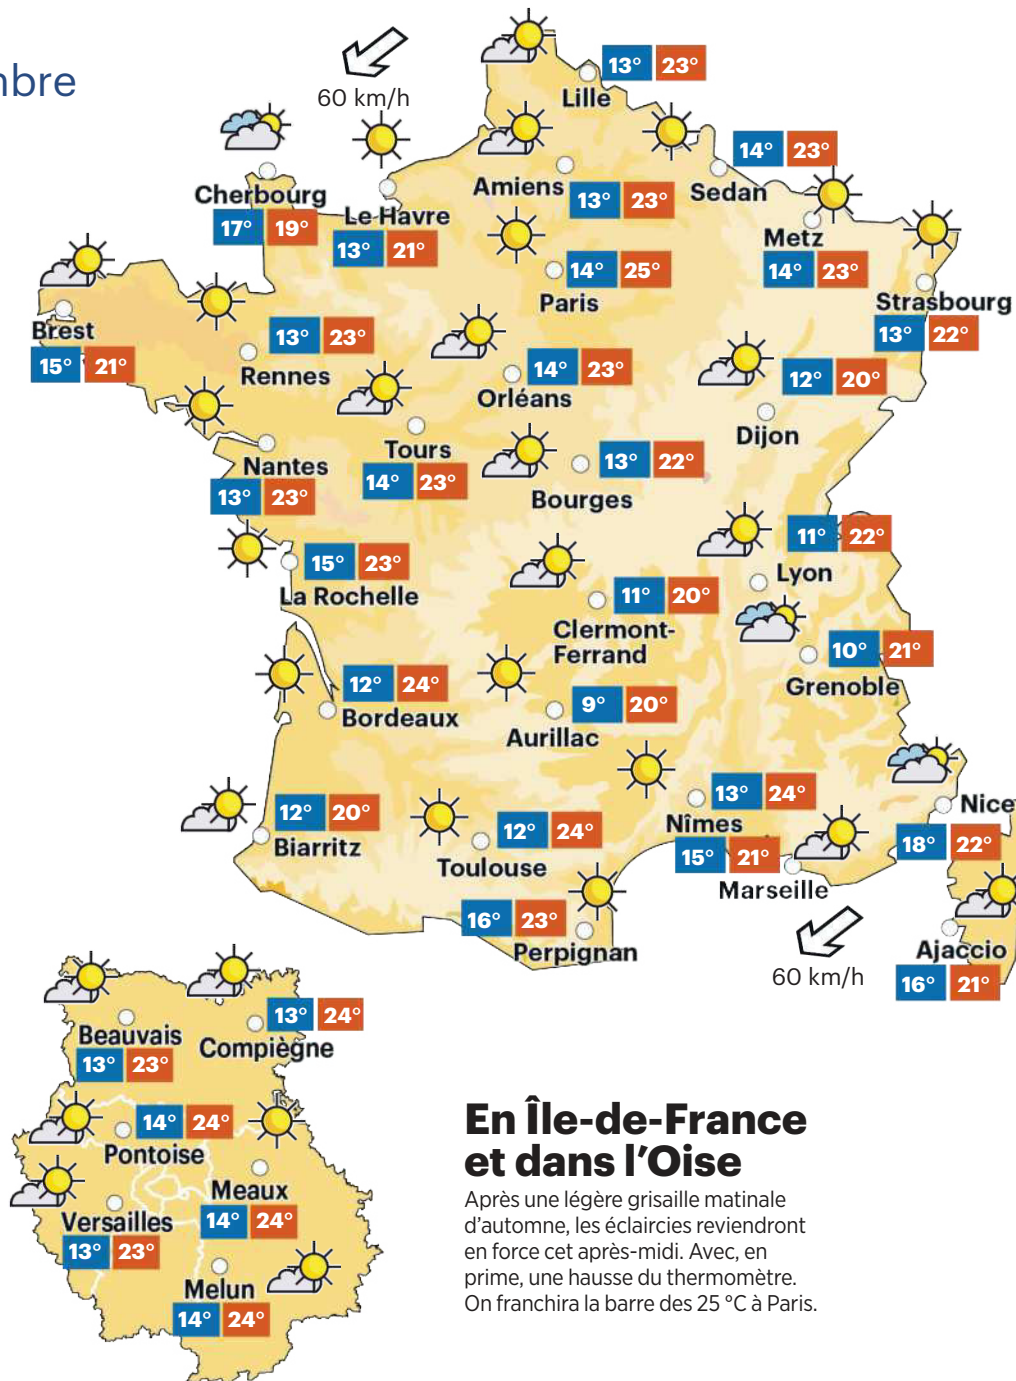 mbre
60 km/h
13° 23°
Lille
14° 23°
Sedan
Amiens
13° 23°
Cherbourg
17° 19°
Le Havre
13° 21°
Metz
14° 23°
14° 25°
Paris
Strasbourg
13° 22°
Brest
15° 21°
13° 23°
Rennes
14° 23°
Orléans
12° 20°
Dijon
Tours
14° 23°
Nantes
13° 23°
13° 22°
Bourges
11° 22°
Lyon
15° 23°
La Rochelle
11° 20°
Clermont-
Ferrand
10° 21°
Grenoble
12° 24°
Bordeaux
9° 20°
Aurillac
13° 24°
Nîmes
Nice
18° 22°
12° 20°
Biarritz
12° 24°
Toulouse
15° 21°
Marseille
16° 23°
Perpignan
60 km/h
Ajaccio
16° 21°
Beauvais
13° 23°
13° 24°
Compiègne
14° 24°
Pontoise
Meaux
14° 24°
Versailles
13° 23°
Melun
14° 24°
En Île-de-France
et dans l'Oise
Après une légère grisaille matinale
d'automne, les éclaircies reviendront
en force cet après-midi. Avec, en
prime, une hausse du thermomètre.
On franchira la barre des 25 °C à Paris.